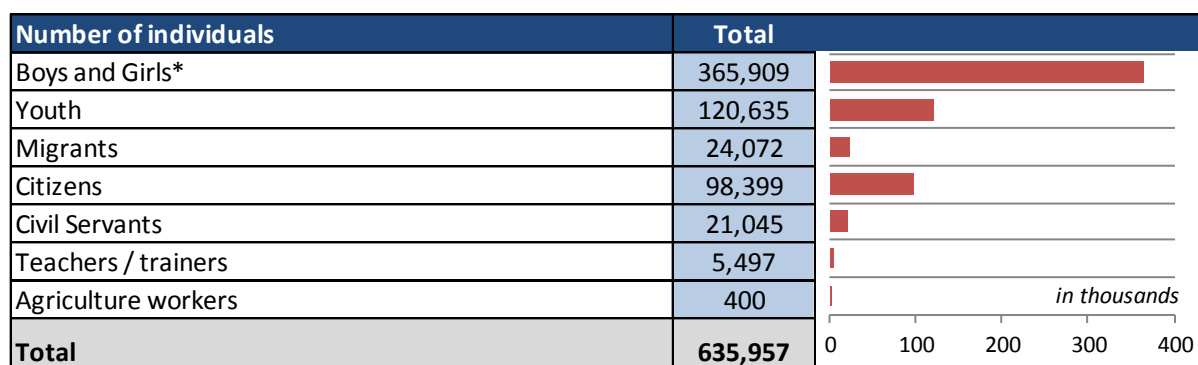 Number of individuals Total
Boys and Girls* 365,909
Youth 120,635
Migrants 24,072
Citizens 98,399
Civil Servants 21,045
Teachers / trainers 5,497
Agriculture workers 400 in thousands
Total 635,957 0 100 200 300 400